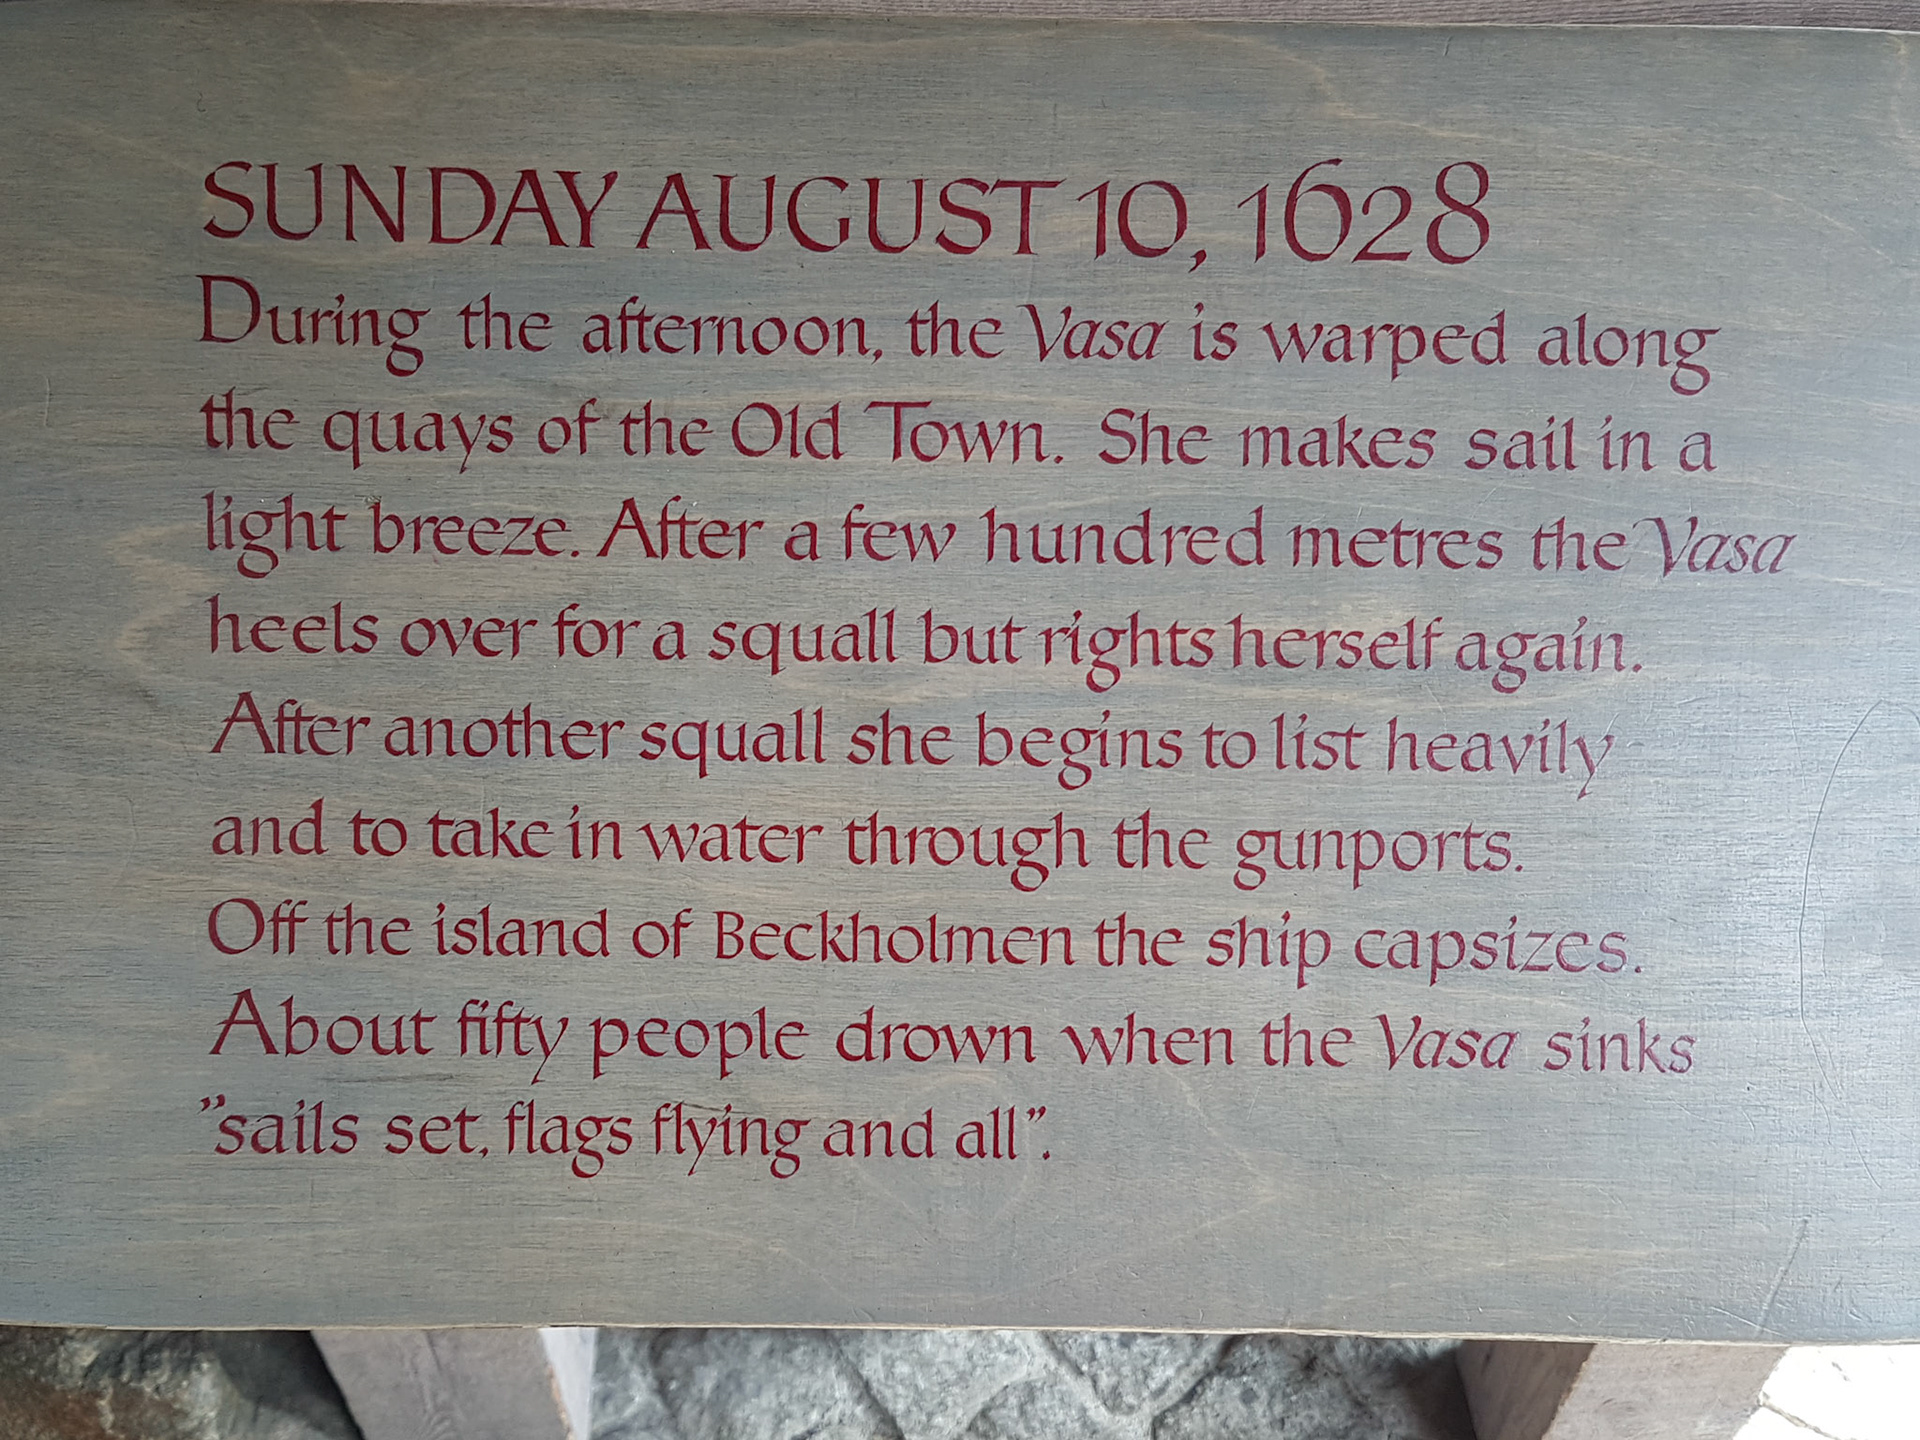 SUNDAY AUGUST 10, 1628
During the afternoon, the Vasa is warped along
the quays of the Old Town. She makes sail in a
light breeze. After a few hundred metres the Vasa
heels over for a squall but rights herself again.
After another squall she begins to list heavily
and to take in water through the gunports.
Off the island of Beckholmen the ship capsizes.
About fifty people drown when the Vasa sinks
”sails set, flags flying and all”.